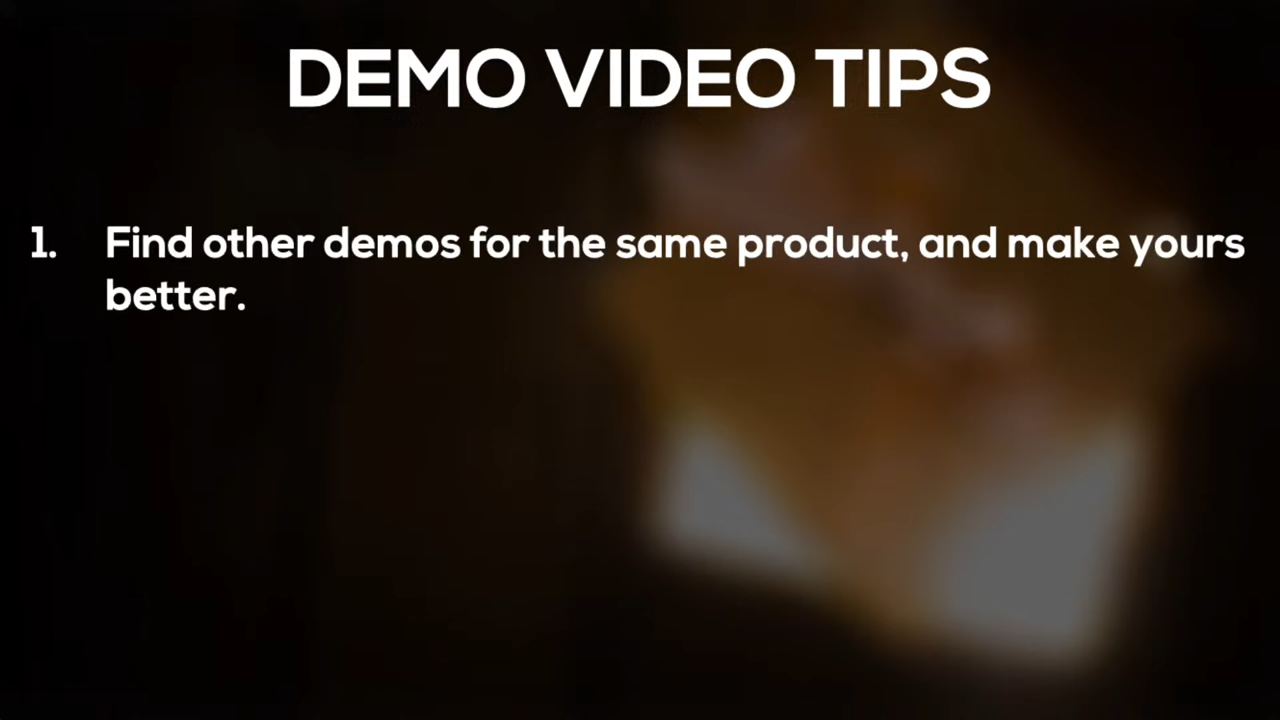 DEMO VIDEO TIPS
1. Find other demos for the same product, and make yours
better.